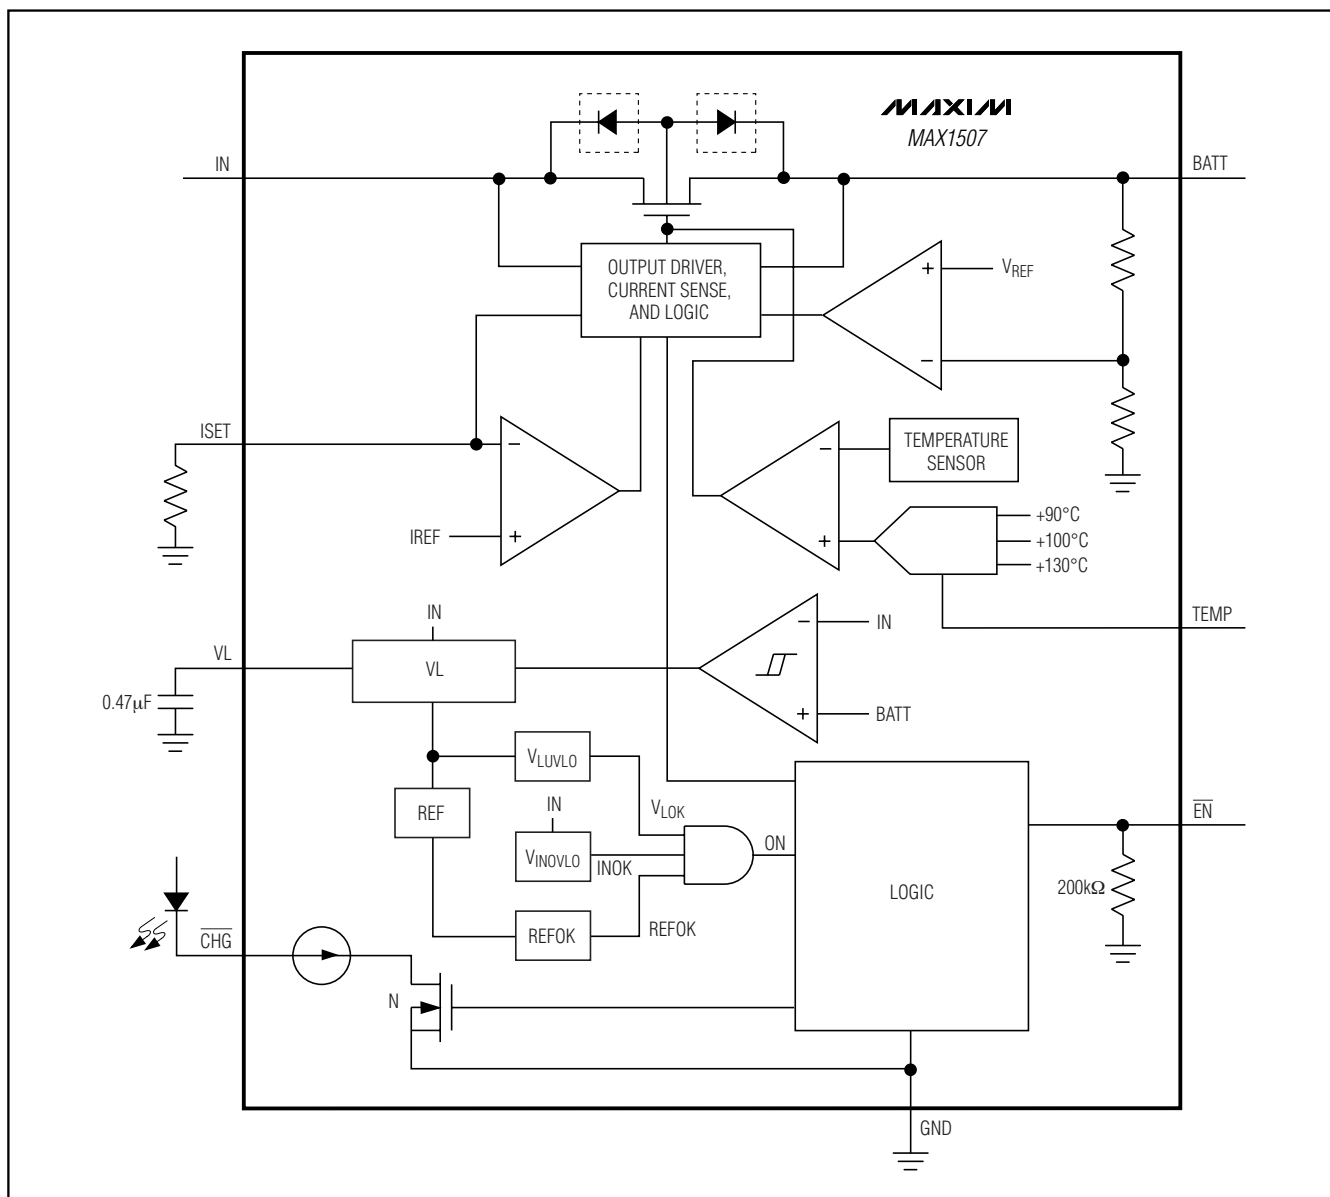 MAXIM
MAX1507
IN
BATT
OUTPUT DRIVER,
CURRENT SENSE,
AND LOGIC
+
VREF
−
ISET
−
TEMPERATURE
SENSOR
−
IREF
+
+
+90°C
+100°C
+130°C
IN
−
IN
TEMP
VL
VL
0.47µF
+
BATT
VLUVLO
REF
VLOK
IN
VINOVLO
INOK
ON
EN
LOGIC
200kΩ
REFOK
REFOK
CHG
N
GND